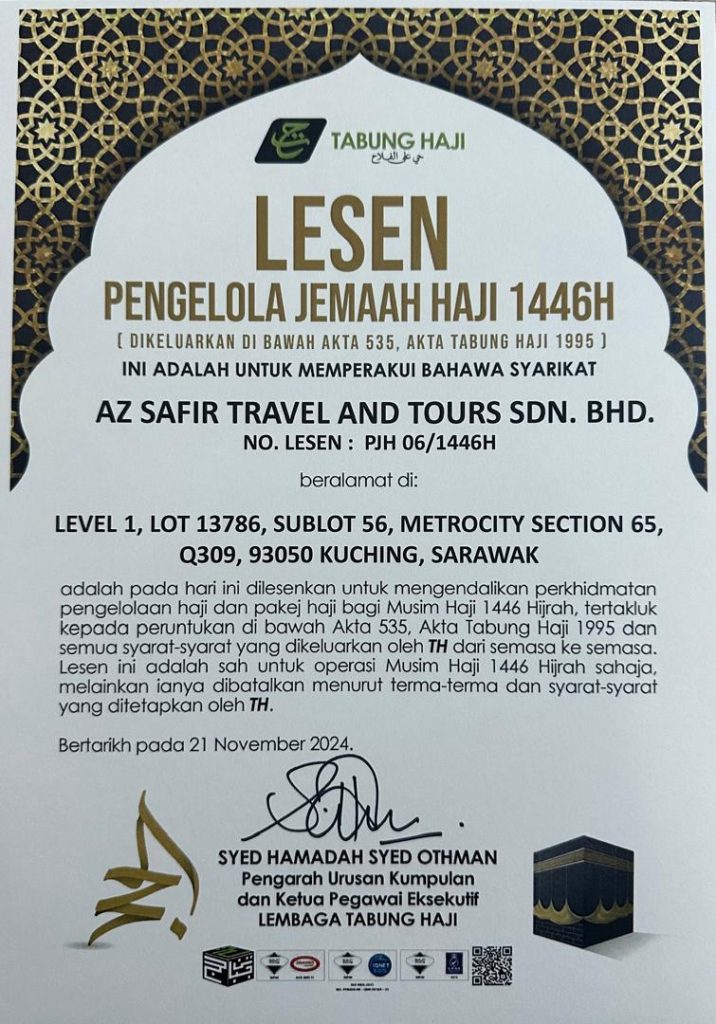 TABUNG HAJI
حي على الفلاح
LESEN
PENGELOLA JEMAAH HAJI 1446H
( DIKELUARKAN DI BAWAH AKTA 535, AKTA TABUNG HAJI 1995 )
INI ADALAH UNTUK MEMPERAKUI BAHAWA SYARIKAT
AZ SAFIR TRAVEL AND TOURS SDN. BHD.
NO. LESEN : PJH 06/1446H
beralamat di:
LEVEL 1, LOT 13786, SUBLOT 56, METROCITY SECTION 65,
Q309, 93050 KUCHING, SARAWAK
adalah pada hari ini dilesenkan untuk mengendalikan perkhidmatan
pengelolaan haji dan pakej haji bagi Musim Haji 1446 Hijrah, tertakluk
kepada peruntukan di bawah Akta 535, Akta Tabung Haji 1995 dan
semua syarat-syarat yang dikeluarkan oleh TH dari semasa ke semasa.
Lesen ini adalah sah untuk operasi Musim Haji 1446 Hijrah sahaja,
melainkan ianya dibatalkan menurut terma-terma dan syarat-syarat
yang ditetapkan oleh TH.
Bertarikh pada 21 November 2024.
SYED HAMADAH SYED OTHMAN
Pengarah Urusan Kumpulan
dan Ketua Pegawai Eksekutif
LEMBAGA TABUNG HAJI